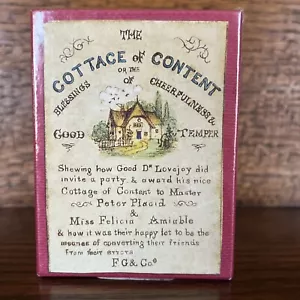 THE
COTTAGE of CONTENT
OR THE
BLESSINGS OF CHEERFULNESS &
GOOD TEMPER
Shewing how Good Dr Lovejoy did
invite a party & award his nice
Cottage of Content to Master
Peter Placid
&
Miss Felicia Amiable
& how it was their happy lot to be the
means of converting their friends
from their errors
F G & Co.